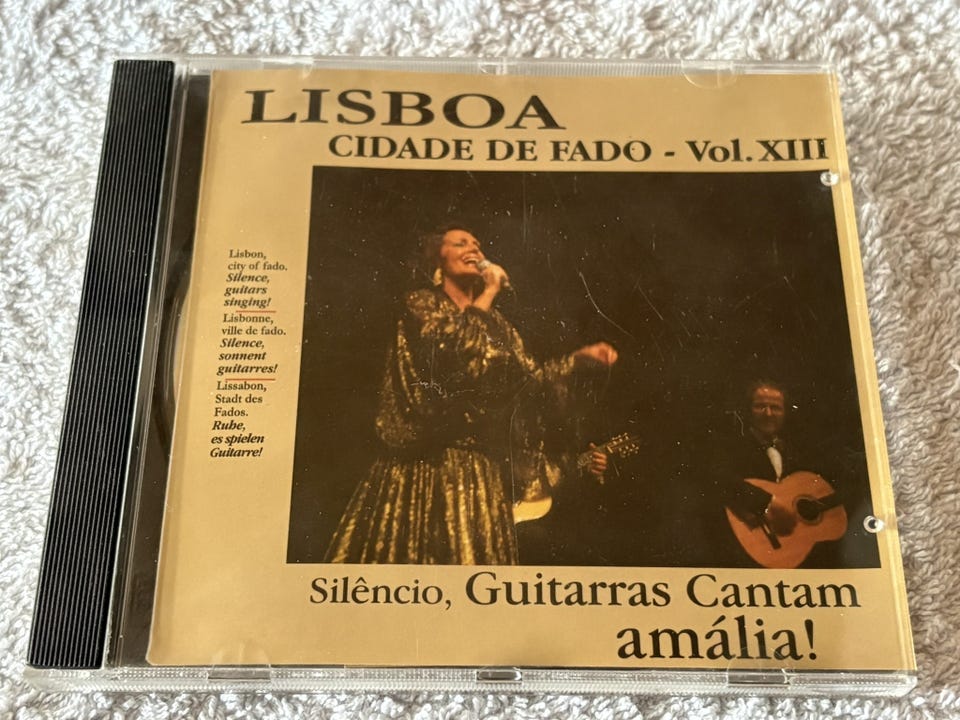 LISBOA
CIDADE DE FADO - Vol. XIII
Lisbon,
city of fado.
Silence,
guitars
singing!
Lisbonne,
ville de fado.
Silence,
sonnent
guitarres!
Lissabon,
Stadt des
Fados.
Ruhe,
es spielen
Guitarre!
Silêncio, Guitarras Cantam
amália!